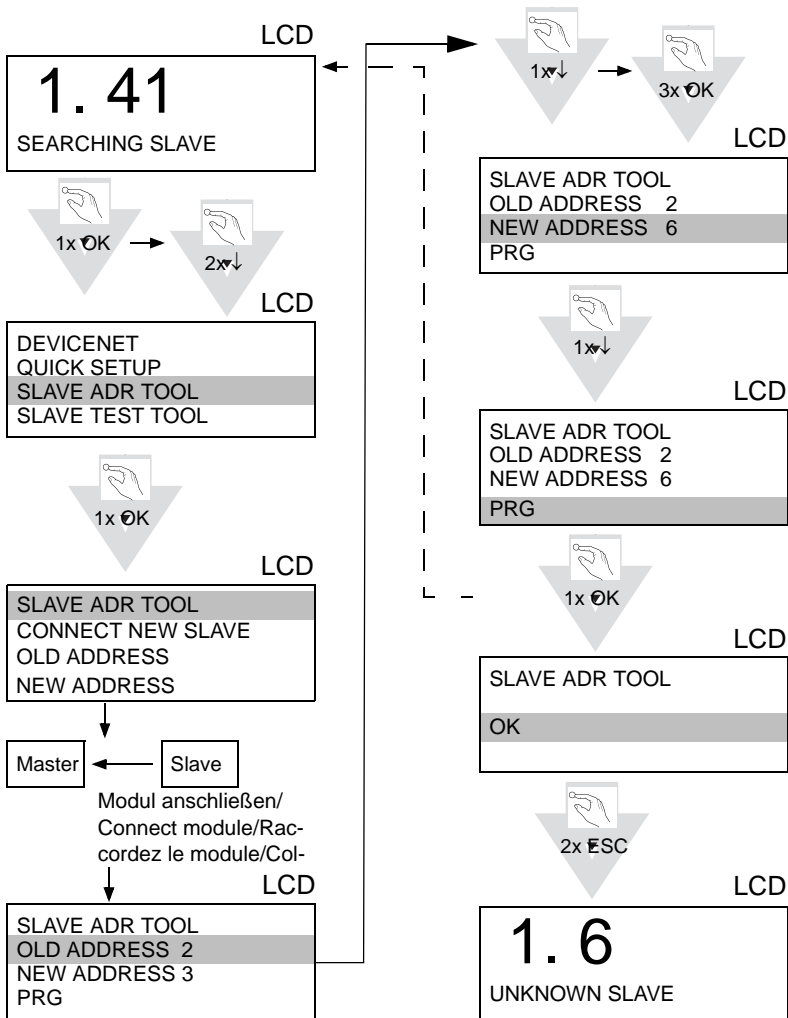 LCD
1. 41
SEARCHING SLAVE
1x OK
2x ↓
LCD
DEVICENET
QUICK SETUP
SLAVE ADR TOOL
SLAVE TEST TOOL
1x OK
LCD
SLAVE ADR TOOL
CONNECT NEW SLAVE
OLD ADDRESS
NEW ADDRESS
Master
Slave
Modul anschließen/
Connect module/Rac-
cordez le module/Col-
LCD
SLAVE ADR TOOL
OLD ADDRESS 2
NEW ADDRESS 3
PRG
1x ↓
3x OK
LCD
SLAVE ADR TOOL
OLD ADDRESS 2
NEW ADDRESS 6
PRG
1x ↓
LCD
SLAVE ADR TOOL
OLD ADDRESS 2
NEW ADDRESS 6
PRG
1x OK
LCD
SLAVE ADR TOOL
OK
2x ESC
LCD
1. 6
UNKNOWN SLAVE